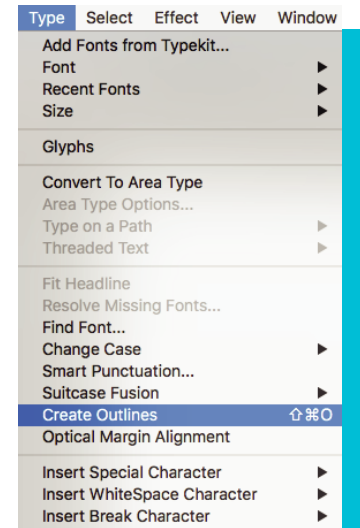 Type Select Effect View Window
Add Fonts from Typekit...
Font ▶
Recent Fonts ▶
Size ▶
Glyphs
Convert To Area Type
Area Type Options...
Type on a Path ▶
Threaded Text ▶
Fit Headline
Resolve Missing Fonts...
Find Font...
Change Case ▶
Smart Punctuation...
Suitcase Fusion ▶
Create Outlines ⇧⌘O
Optical Margin Alignment
Insert Special Character ▶
Insert WhiteSpace Character ▶
Insert Break Character ▶